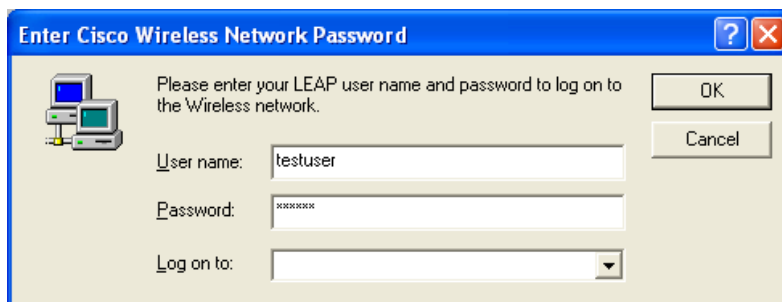 Enter Cisco Wireless Network Password
?
Please enter your LEAP user name and password to log on to
the Wireless network.
OK
Cancel
User name: testuser
Password: ××××××
Log on to: